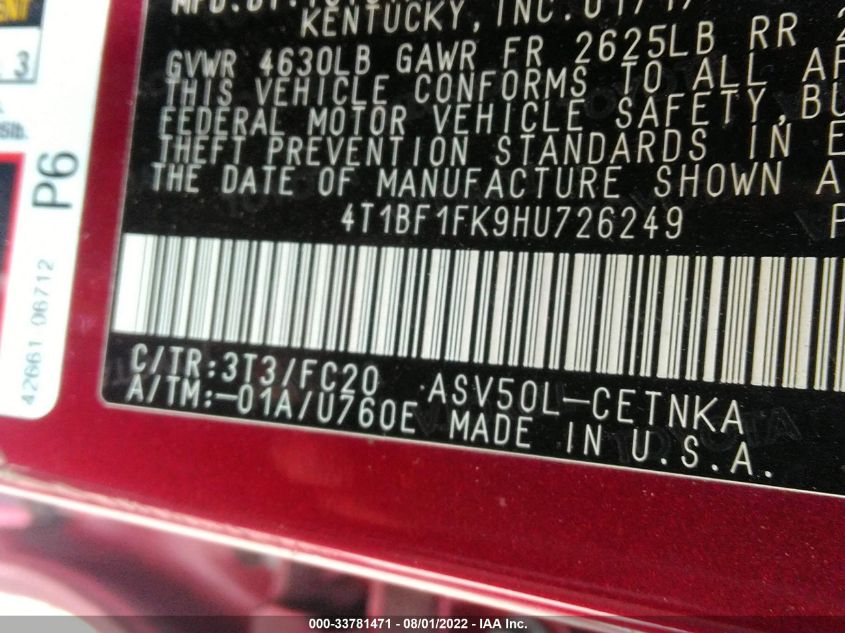 KENTUCKY, INC.
GVWR 4630LB GAWR FR 2625LB RR
THIS VEHICLE CONFORMS TO ALL
FEDERAL MOTOR VEHICLE SAFETY,
THEFT PREVENTION STANDARDS IN
THE DATE OF MANUFACTURE SHOWN
4T1BF1FK9HU726249
C/TR:3T3/FC20 ASV50L-CETNKA
A/TM:-01A/U760E MADE IN U.S.A.
3
P6
42661 06712
000-33781471 - 08/01/2022 - IAA Inc.